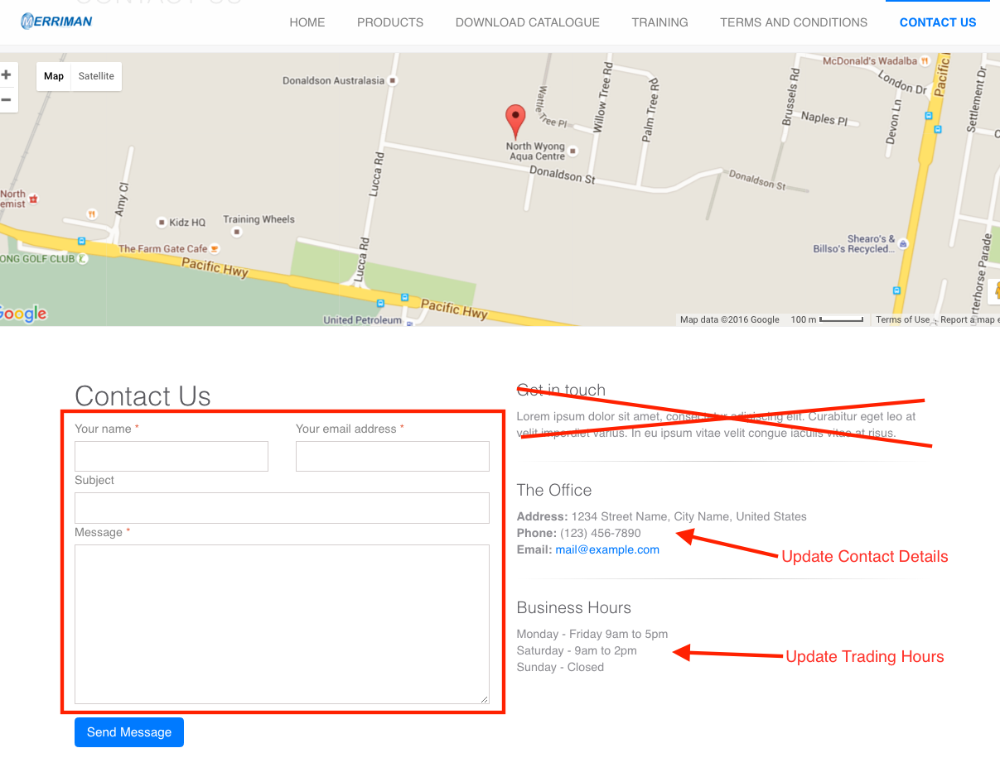 CONTACT US
MERRIMAN
HOME PRODUCTS DOWNLOAD CATALOGUE TRAINING TERMS AND CONDITIONS CONTACT US
+
−
Map Satellite
Donaldson Australasia
Wattle Tree Pl
Willow Tree Rd
Palm Tree Rd
Brussels Rd
McDonald's Wadalba
London Dr
Pacific
Naples Pl
Devon Ln
Settlement Dr
North Wyong
Aqua Centre
Donaldson St
Donaldson St
Lucca Rd
Amy Cl
North
emist
Kidz HQ
Training Wheels
The Farm Gate Cafe
ONG GOLF CLUB
Pacific Hwy
Lucca Rd
Shearo's &
Billso's Recycled...
rterhorse Parade
United Petroleum
Pacific Hwy
Google
Map data ©2016 Google 100 m Terms of Use Report a map e
Contact Us
Your name * Your email address *
Subject
Message *
Send Message
Get in touch
Lorem ipsum dolor sit amet, consectetur adipiscing elit. Curabitur eget leo at
velit imperdiet varius. In eu ipsum vitae velit congue iaculis vitae at risus.
The Office
Address: 1234 Street Name, City Name, United States
Phone: (123) 456-7890
Email: mail@example.com
Update Contact Details
Business Hours
Monday - Friday 9am to 5pm
Saturday - 9am to 2pm
Sunday - Closed
Update Trading Hours